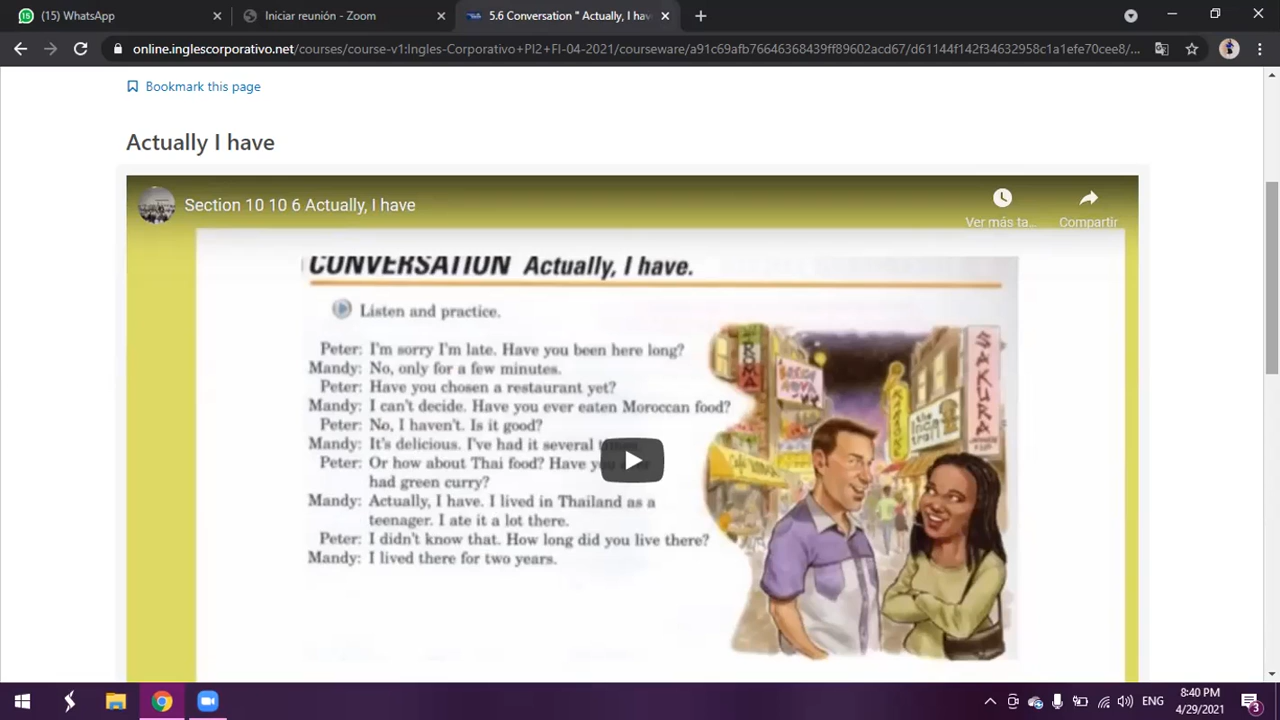 (15) WhatsApp
Iniciar reunión - Zoom
5.6 Conversation " Actually, I hav
online.inglescorporativo.net/courses/course-v1:Ingles-Corporativo+PI2+FI-04-2021/courseware/a91c69afb76646368439ff89602acd67/d61144f142f34632958c1a1efe70cee8/...
Bookmark this page
Actually I have
Section 10 10 6 Actually, I have
Ver más ta...
Compartir
CONVERSATION Actually, I have.
Listen and practice.
Peter: I'm sorry I'm late. Have you been here long?
Mandy: No, only for a few minutes.
Peter: Have you chosen a restaurant yet?
Mandy: I can't decide. Have you ever eaten Moroccan food?
Peter: No, I haven't. Is it good?
Mandy: It's delicious. I've had it several
Peter: Or how about Thai food? Have
had green curry?
Mandy: Actually, I have. I lived in Thailand as a
teenager. I ate it a lot there.
Peter: I didn't know that. How long did you live there?
Mandy: I lived there for two years.
ROMA
SAKURA
the
Inca
trail
ENG
8:40 PM
4/29/2021
3